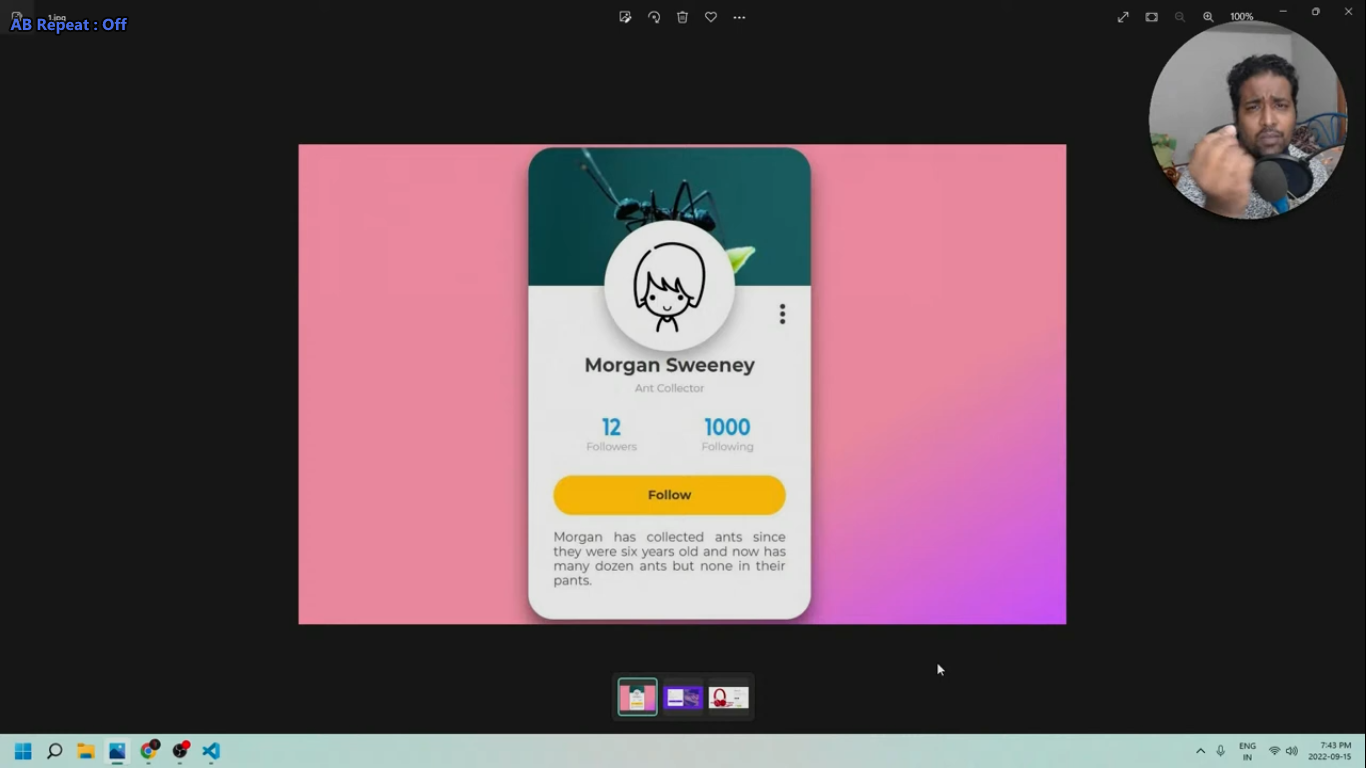 1.jpg
AB Repeat : Off
100%
Morgan Sweeney
Ant Collector
12
1000
Followers
Following
Follow
Morgan has collected ants since
they were six years old and now has
many dozen ants but none in their
pants.
ENG
IN
7:43 PM
2022-09-15